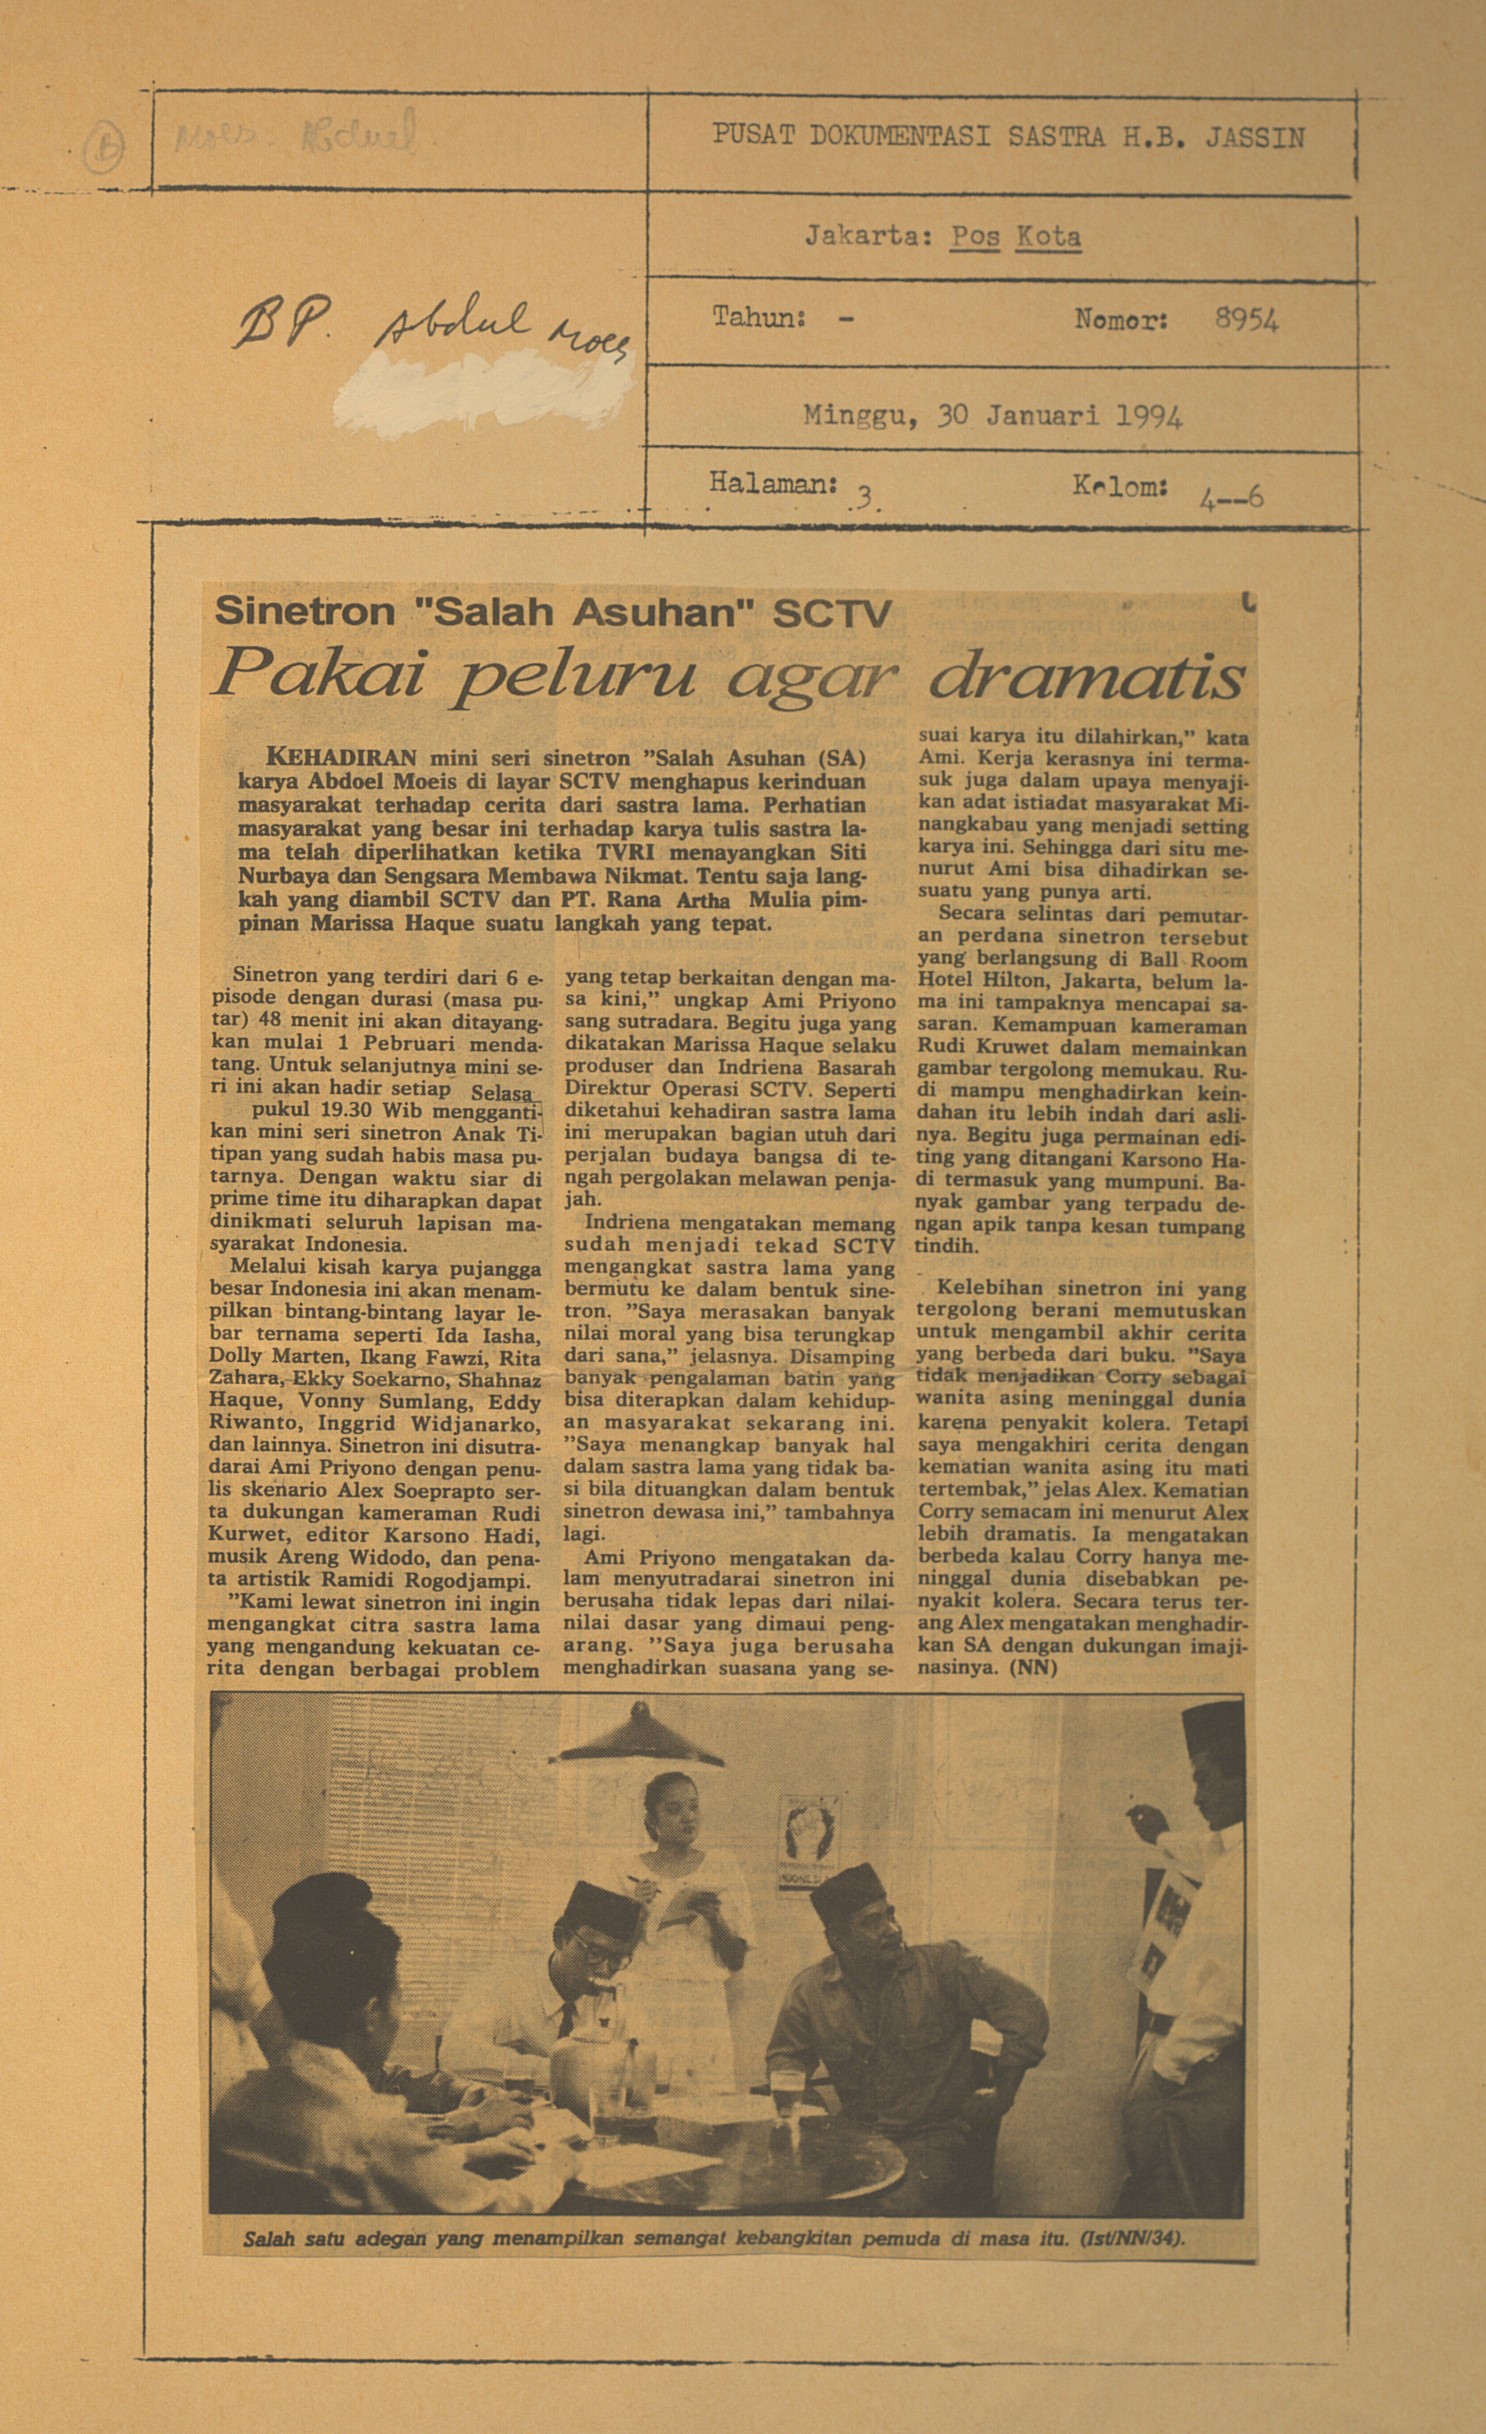 B
Moes. Abduel
PUSAT DOKUMENTASI SASTRA H.B. JASSIN
Jakarta: Pos Kota
BP. Abdul Moes
Tahun: - Nomor: 8954
Minggu, 30 Januari 1994
Halaman: 3. Kolom: 4--6
Sinetron "Salah Asuhan" SCTV
Pakai peluru agar dramatis
KEHADIRAN mini seri sinetron ”Salah Asuhan (SA)
karya Abdoel Moeis di layar SCTV menghapus kerinduan
masyarakat terhadap cerita dari sastra lama. Perhatian
masyarakat yang besar ini terhadap karya tulis sastra la-
ma telah diperlihatkan ketika TVRI menayangkan Siti
Nurbaya dan Sengsara Membawa Nikmat. Tentu saja lang-
kah yang diambil SCTV dan PT. Rana Artha Mulia pim-
pinan Marissa Haque suatu langkah yang tepat.
Sinetron yang terdiri dari 6 e-
pisode dengan durasi (masa pu-
tar) 48 menit ini akan ditayang-
kan mulai 1 Pebruari menda-
tang. Untuk selanjutnya mini se-
ri ini akan hadir setiap Selasa
pukul 19.30 Wib mengganti-
kan mini seri sinetron Anak Ti-
tipan yang sudah habis masa pu-
tarnya. Dengan waktu siar di
prime time itu diharapkan dapat
dinikmati seluruh lapisan ma-
syarakat Indonesia.
Melalui kisah karya pujangga
besar Indonesia ini akan menam-
pilkan bintang-bintang layar le-
bar ternama seperti Ida Iasha,
Dolly Marten, Ikang Fawzi, Rita
Zahara, Ekky Soekarno, Shahnaz
Haque, Vonny Sumlang, Eddy
Riwanto, Inggrid Widjanarko,
dan lainnya. Sinetron ini disutra-
darai Ami Priyono dengan penu-
lis skenario Alex Soeprapto ser-
ta dukungan kameraman Rudi
Kurwet, editor Karsono Hadi,
musik Areng Widodo, dan pena-
ta artistik Ramidi Rogodjampi.
”Kami lewat sinetron ini ingin
mengangkat citra sastra lama
yang mengandung kekuatan ce-
rita dengan berbagai problem
yang tetap berkaitan dengan ma-
sa kini,” ungkap Ami Priyono
sang sutradara. Begitu juga yang
dikatakan Marissa Haque selaku
produser dan Indriena Basarah
Direktur Operasi SCTV. Seperti
diketahui kehadiran sastra lama
ini merupakan bagian utuh dari
perjalan budaya bangsa di te-
ngah pergolakan melawan penja-
jah.
Indriena mengatakan memang
sudah menjadi tekad SCTV
mengangkat sastra lama yang
bermutu ke dalam bentuk sine-
tron. ”Saya merasakan banyak
nilai moral yang bisa terungkap
dari sana,” jelasnya. Disamping
banyak pengalaman batin yang
bisa diterapkan dalam kehidup-
an masyarakat sekarang ini.
”Saya menangkap banyak hal
dalam sastra lama yang tidak ba-
si bila dituangkan dalam bentuk
sinetron dewasa ini,” tambahnya
lagi.
Ami Priyono mengatakan da-
lam menyutradarai sinetron ini
berusaha tidak lepas dari nilai-
nilai dasar yang dimaui peng-
arang. ”Saya juga berusaha
menghadirkan suasana yang se-
suai karya itu dilahirkan,” kata
Ami. Kerja kerasnya ini terma-
suk juga dalam upaya menyaji-
kan adat istiadat masyarakat Mi-
nangkabau yang menjadi setting
karya ini. Sehingga dari situ me-
nurut Ami bisa dihadirkan se-
suatu yang punya arti.
Secara selintas dari pemutar-
an perdana sinetron tersebut
yang berlangsung di Ball Room
Hotel Hilton, Jakarta, belum la-
ma ini tampaknya mencapai sa-
saran. Kemampuan kameraman
Rudi Kruwet dalam memainkan
gambar tergolong memukau. Ru-
di mampu menghadirkan kein-
dahan itu lebih indah dari asli-
nya. Begitu juga permainan edi-
ting yang ditangani Karsono Ha-
di termasuk yang mumpuni. Ba-
nyak gambar yang terpadu de-
ngan apik tanpa kesan tumpang
tindih.
Kelebihan sinetron ini yang
tergolong berani memutuskan
untuk mengambil akhir cerita
yang berbeda dari buku. ”Saya
tidak menjadikan Corry sebagai
wanita asing meninggal dunia
karena penyakit kolera. Tetapi
saya mengakhiri cerita dengan
kematian wanita asing itu mati
tertembak,” jelas Alex. Kematian
Corry semacam ini menurut Alex
lebih dramatis. Ia mengatakan
berbeda kalau Corry hanya me-
ninggal dunia disebabkan pe-
nyakit kolera. Secara terus ter-
ang Alex mengatakan menghadir-
kan SA dengan dukungan imaji-
nasinya. (NN)
Salah satu adegan yang menampilkan semangat kebangkitan pemuda di masa itu. (Ist/NN/34).